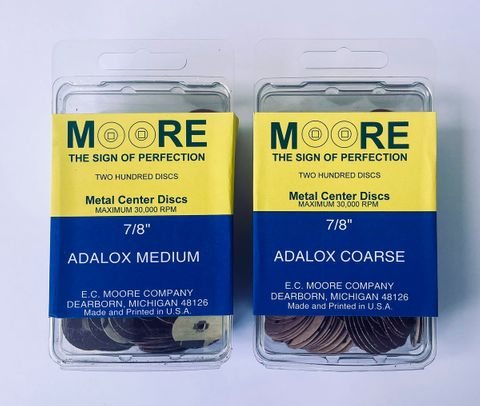 MOORE
THE SIGN OF PERFECTION
TWO HUNDRED DISCS
Metal Center Discs
MAXIMUM 30,000 RPM
7/8"
ADALOX MEDIUM
E.C. MOORE COMPANY
DEARBORN, MICHIGAN 48126
Made and Printed in U.S.A.
MOORE
THE SIGN OF PERFECTION
TWO HUNDRED DISCS
Metal Center Discs
MAXIMUM 30,000 RPM
7/8"
ADALOX COARSE
E.C. MOORE COMPANY
DEARBORN, MICHIGAN 48126
Made and Printed in U.S.A.